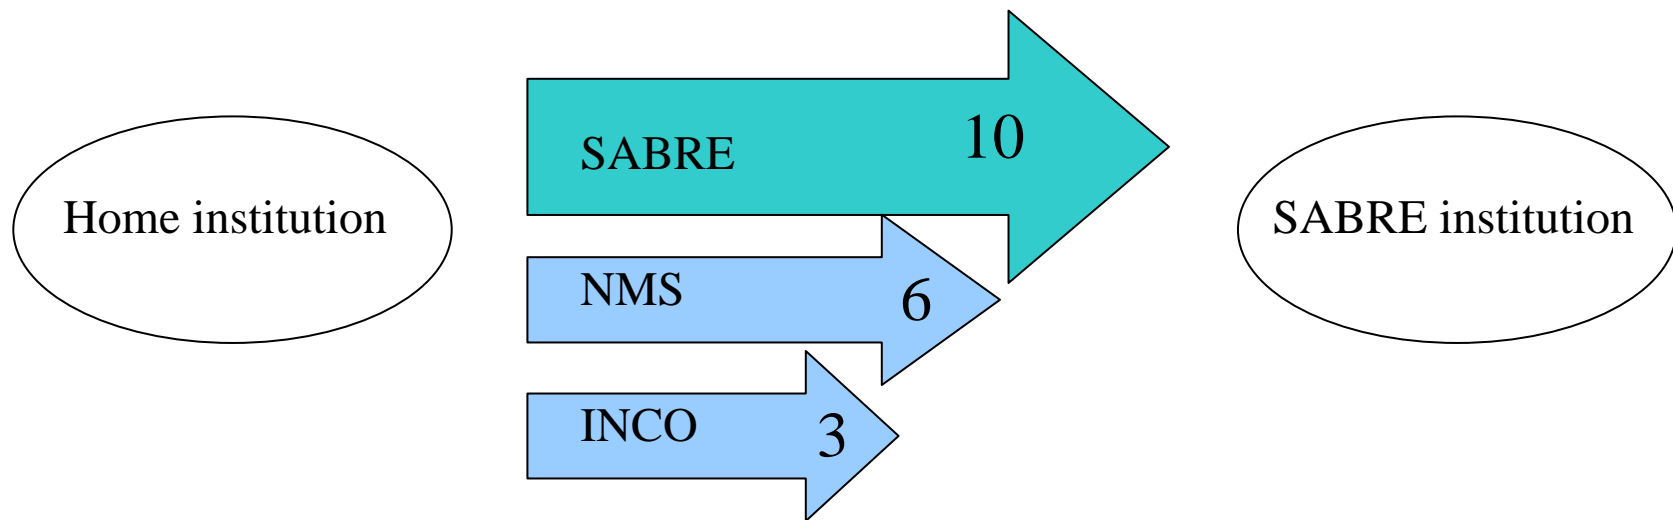 Home institution
SABRE 10
NMS 6
INCO 3
SABRE institution